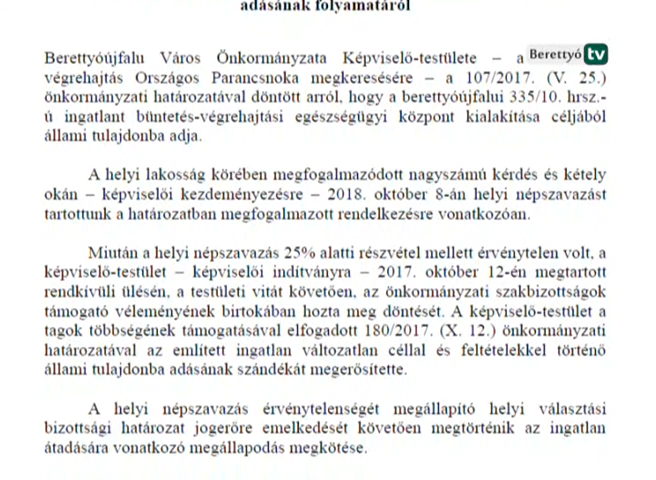 adásának folyamatáról
Berettyóújfalu Város Önkormányzata Képviselő-testülete – a Berettyó tv
végrehajtás Országos Parancsnoka megkeresésére – a 107/2017. (V. 25.)
önkormányzati határozatával döntött arról, hogy a berettyóújfalui 335/10. hrsz.-
ú ingatlant büntetés-végrehajtási egészségügyi központ kialakítása céljából
állami tulajdonba adja.
A helyi lakosság körében megfogalmazódott nagyszámú kérdés és kétely
okán – képviselői kezdeményezésre – 2018. október 8-án helyi népszavazást
tartottunk a határozatban megfogalmazott rendelkezésre vonatkozóan.
Miután a helyi népszavazás 25% alatti részvétel mellett érvénytelen volt, a
képviselő-testület – képviselői indítványra – 2017. október 12-én megtartott
rendkívüli ülésén, a testületi vitát követően, az önkormányzati szakbizottságok
támogató véleményének birtokában hozta meg döntését. A képviselő-testület a
tagok többségének támogatásával elfogadott 180/2017. (X. 12.) önkormányzati
határozatával az említett ingatlan változatlan céllal és feltételekkel történő
állami tulajdonba adásának szándékát megerősítette.
A helyi népszavazás érvénytelenségét megállapító helyi választási
bizottsági határozat jogerőre emelkedését követően megtörténik az ingatlan
átadására vonatkozó megállapodás megkötése.